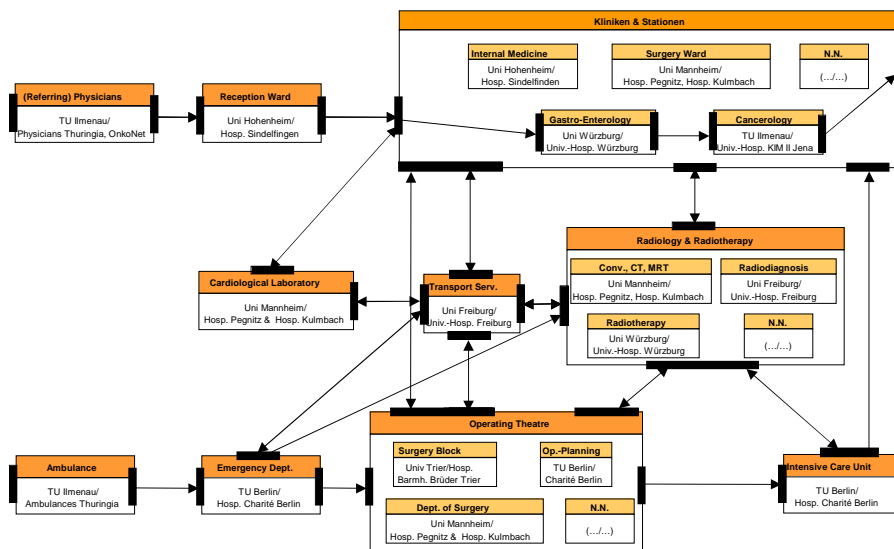 Kliniken & Stationen
Internal Medicine
Uni Hohenheim/
Hosp. Sindelfinden
Surgery Ward
Uni Mannheim/
Hosp. Pegnitz, Hosp. Kulmbach
N.N.
(.../...)
(Referring) Physicians
TU Ilmenau/
Physicians Thuringia, OnkoNet
Reception Ward
Uni Hohenheim/
Hosp. Sindelfingen
Gastro-Enterology
Uni Würzburg/
Univ.-Hosp. Würzburg
Cancerology
TU Ilmenau/
Univ.-Hosp. KIM II Jena
Cardiological Laboratory
Uni Mannheim/
Hosp. Pegnitz & Hosp. Kulmbach
Transport Serv.
Uni Freiburg/
Univ.-Hosp. Freiburg
Radiology & Radiotherapy
Conv., CT, MRT
Uni Mannheim/
Hosp. Pegnitz, Hosp. Kulmbach
Radiodiagnosis
Uni Freiburg/
Univ.-Hosp. Freiburg
Radiotherapy
Uni Würzburg/
Univ.-Hosp. Würzburg
N.N.
(.../...)
Ambulance
TU Ilmenau/
Ambulances Thuringia
Emergency Dept.
TU Berlin/
Hosp. Charité Berlin
Operating Theatre
Surgery Block
Univ Trier/Hosp.
Barmh. Brüder Trier
Op.-Planning
TU Berlin/
Charité Berlin
Dept. of Surgery
Uni Mannheim/
Hosp. Pegnitz & Hosp. Kulmbach
N.N.
(.../...)
Intensive Care Unit
TU Berlin/
Hosp. Charité Berlin